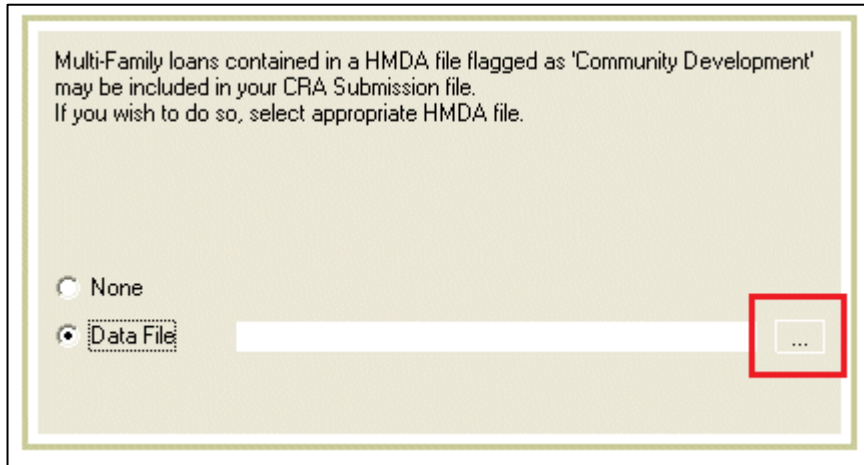 Multi-Family loans contained in a HMDA file flagged as 'Community Development'
may be included in your CRA Submission file.
If you wish to do so, select appropriate HMDA file.
None
Data File
...